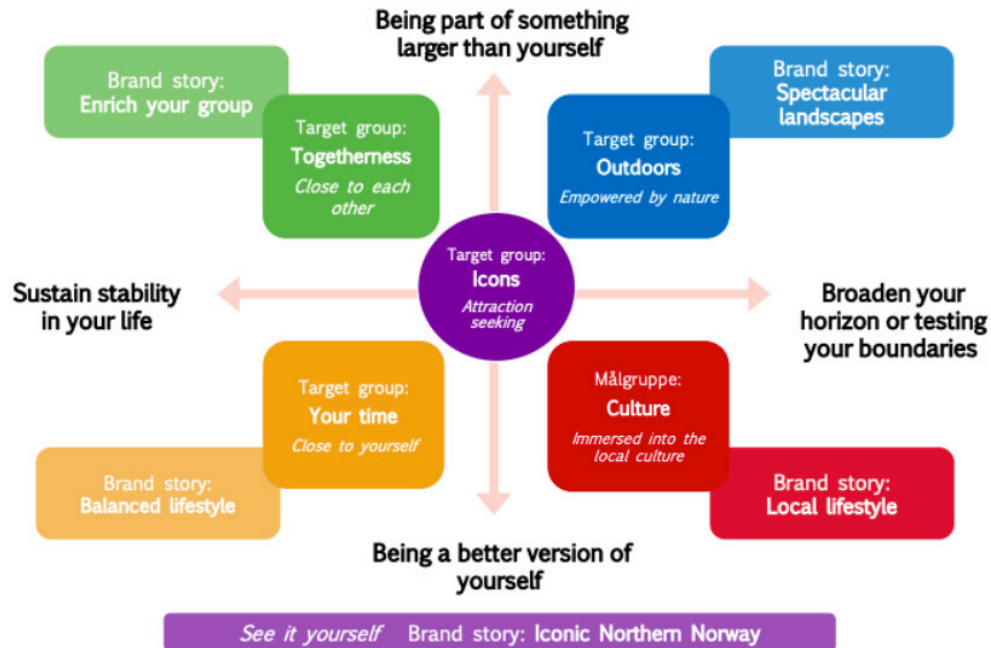 Being part of something
larger than yourself
Brand story:
Enrich your group
Brand story:
Spectacular
landscapes
Target group:
Togetherness
Close to each
other
Target group:
Outdoors
Empowered by nature
Target group:
Icons
Attraction
seeking
Sustain stability
in your life
Broaden your
horizon or testing
your boundaries
Target group:
Your time
Close to yourself
Målgruppe:
Culture
Immersed into the
local culture
Brand story:
Balanced lifestyle
Brand story:
Local lifestyle
Being a better version of
yourself
See it yourself Brand story: Iconic Northern Norway